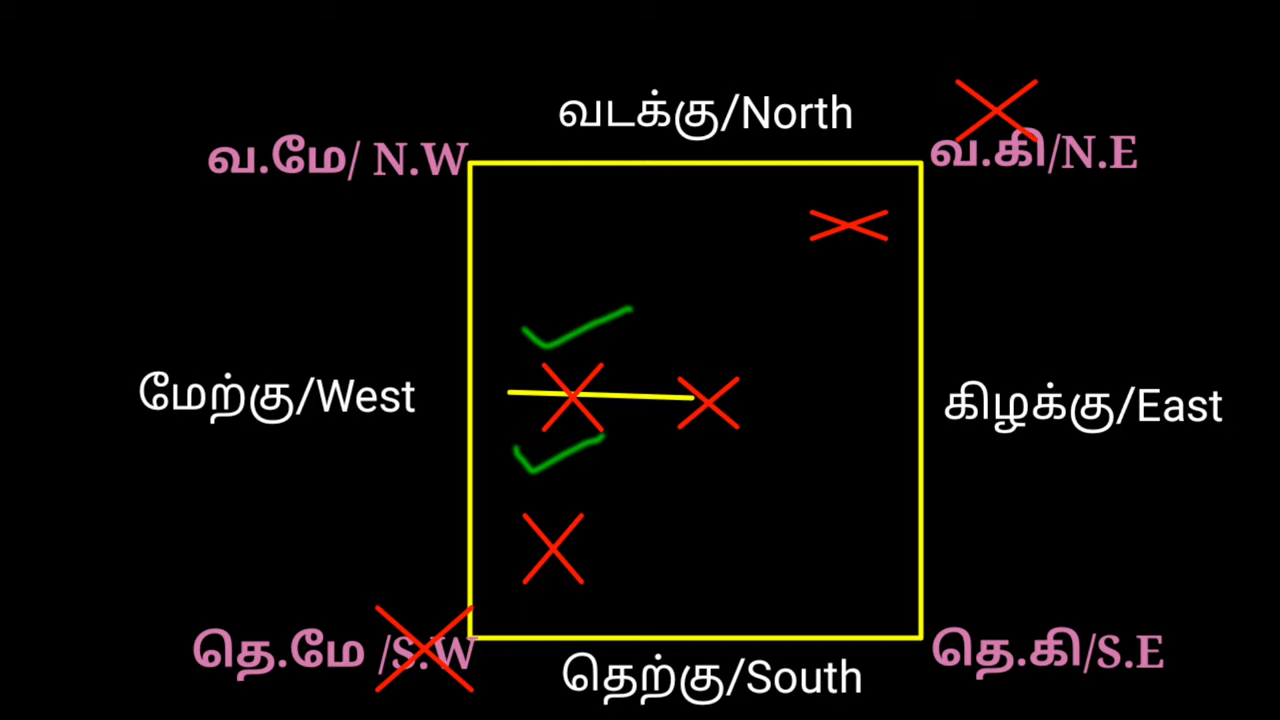 வடக்கு/North
வ.மே/ N.W
வ.கி/N.E
மேற்கு/West
கிழக்கு/East
தெ.மே /S.W
தெற்கு/South
தெ.கி/S.E